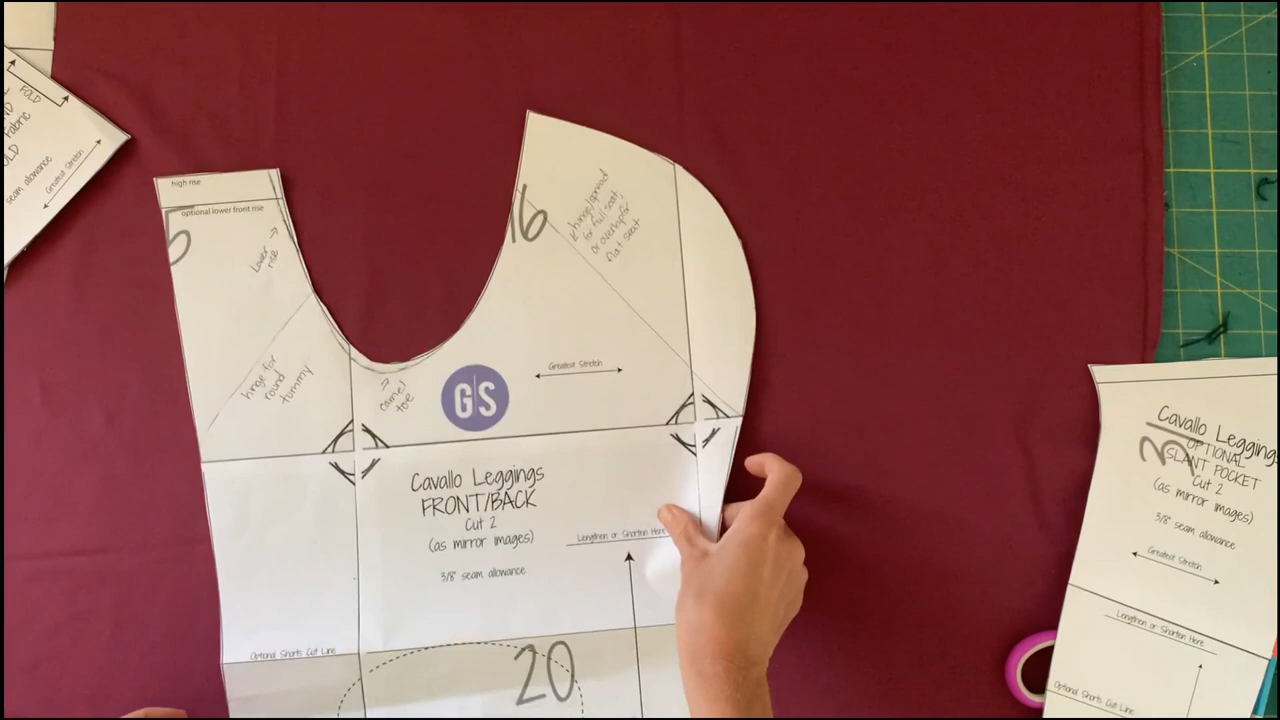 FOLD
Fabric
OLD
seam allowance
Greatest Stretch
high rise
optional lower front rise
5
Lower
rise
hinge for
round
tummy
camel
toe
16
hinge/spread
for full seat,
or overlap for
flat seat
G|S
Greatest Stretch
Cavallo Leggings
FRONT/BACK
Cut 2
(as mirror images)
3/8" seam allowance
Lengthen or Shorten Here
Optional Shorts Cut Line
20
Cavallo Leggings
OPTIONAL
SLANT POCKET
Cut 2
(as mirror images)
3/8" seam allowance
Greatest Stretch
Lengthen or Shorten Here
Optional Shorts Cut Line